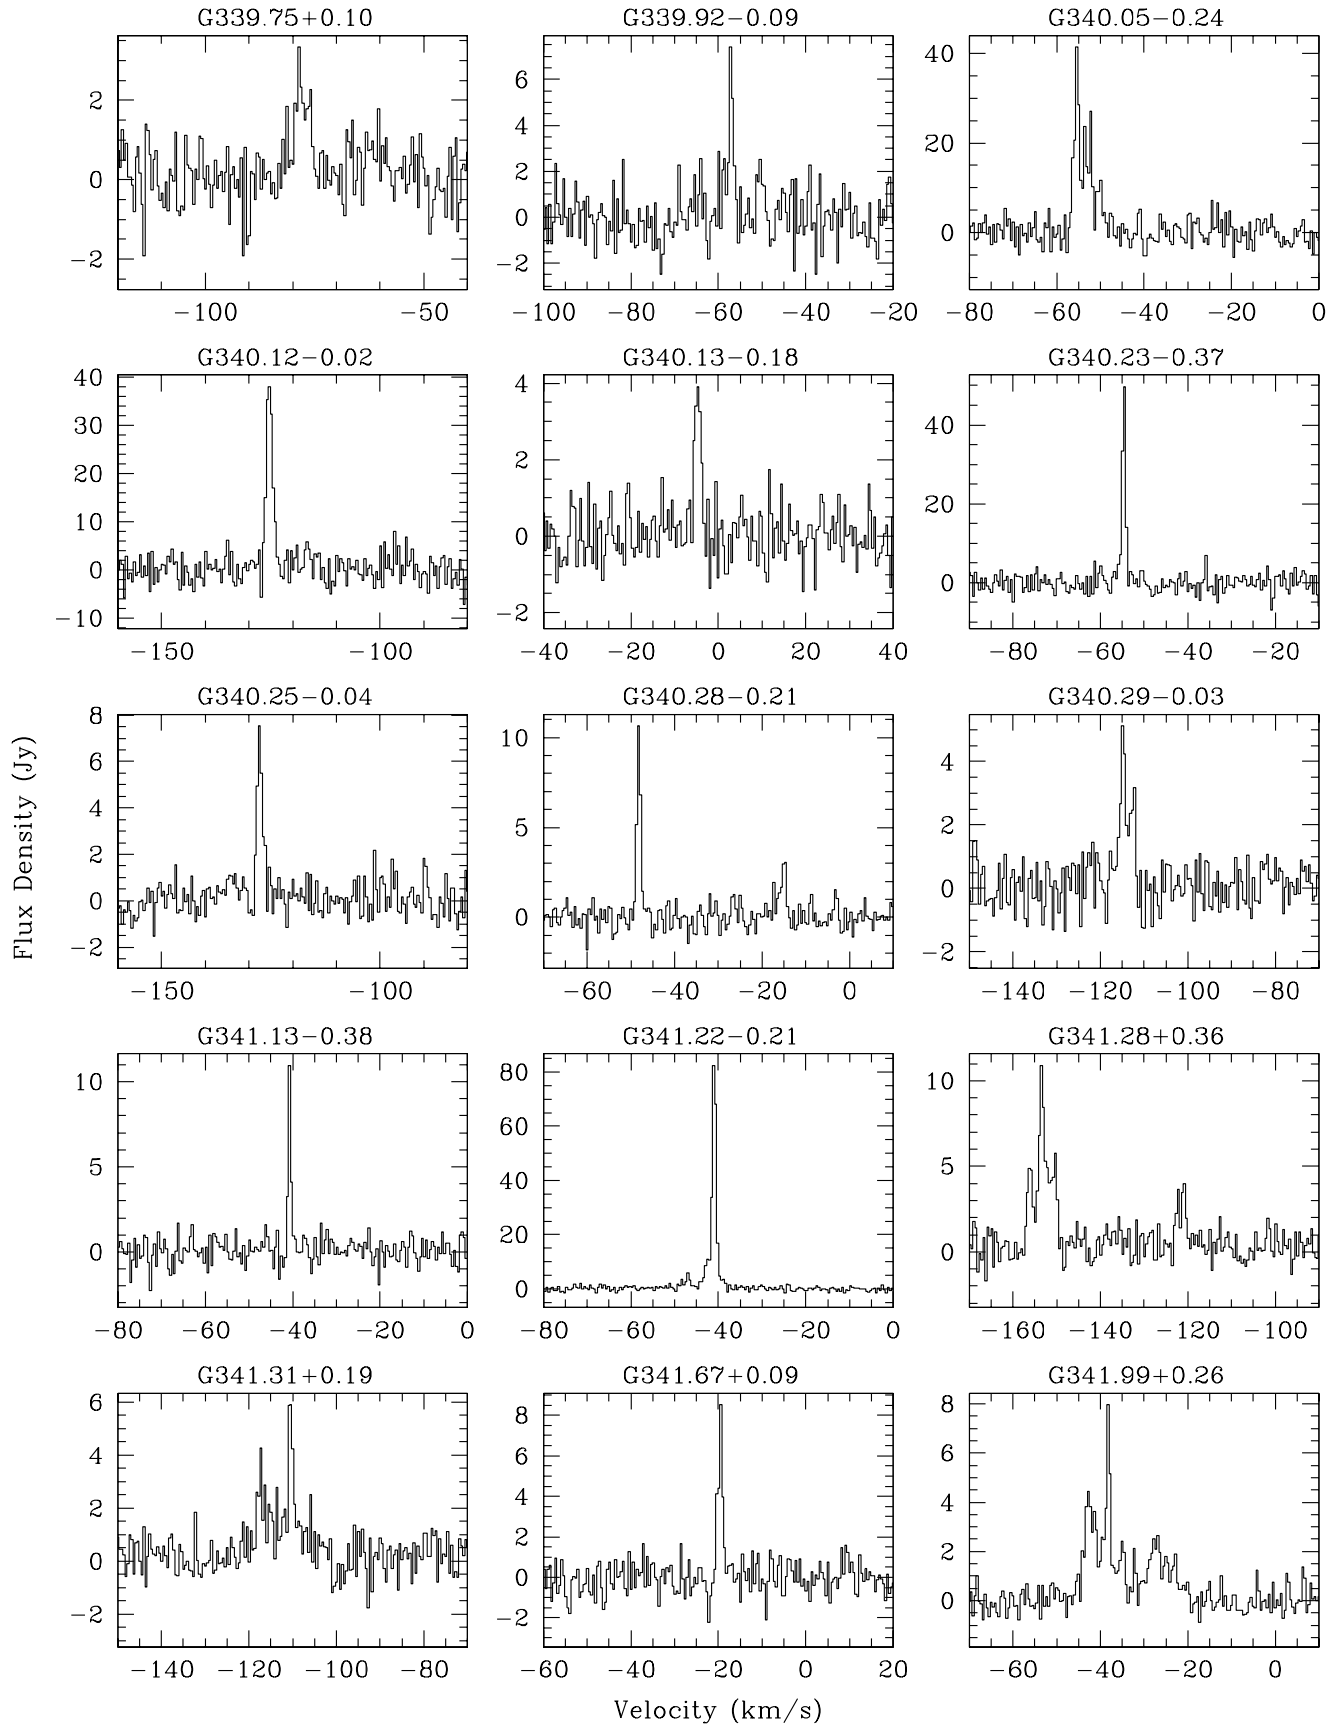 G339.75+0.10 G339.92−0.09 G340.05−0.24
2 0 −2
6 4 2 0 −2
40 20 0
−100 −50
−100 −80 −60 −40 −20
−80 −60 −40 −20 0
G340.12−0.02 G340.13−0.18 G340.23−0.37
40 30 20 10 0 −10
4 2 0 −2
40 20 0
−150 −100
−40 −20 0 20 40
−80 −60 −40 −20
G340.25−0.04 G340.28−0.21 G340.29−0.03
8 6 4 2 0 −2
10 5 0
4 2 0 −2
−150 −100
−60 −40 −20 0
−140 −120 −100 −80
Flux Density (Jy)
G341.13−0.38 G341.22−0.21 G341.28+0.36
10 5 0
80 60 40 20 0
10 5 0
−80 −60 −40 −20 0
−80 −60 −40 −20 0
−160 −140 −120 −100
G341.31+0.19 G341.67+0.09 G341.99+0.26
6 4 2 0 −2
8 6 4 2 0 −2
8 6 4 2 0
−140 −120 −100 −80
−60 −40 −20 0 20
−60 −40 −20 0
Velocity (km/s)